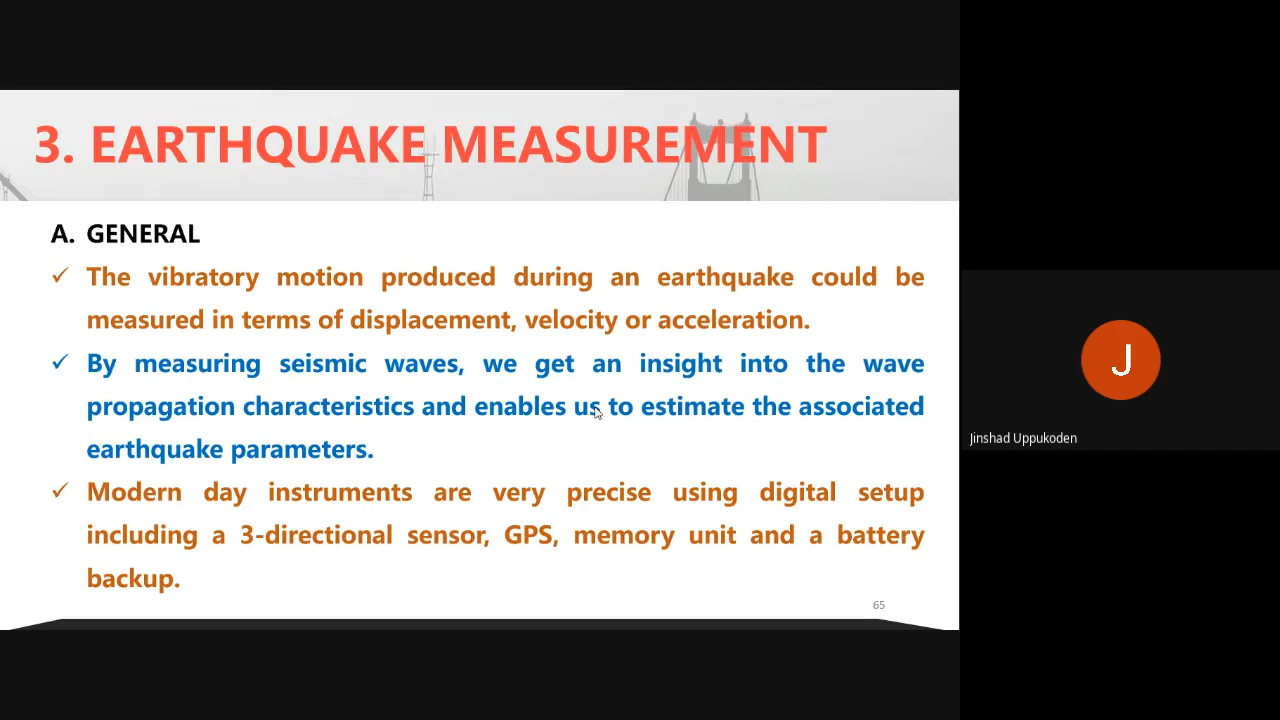 3. EARTHQUAKE MEASUREMENT
A. GENERAL
✓ The vibratory motion produced during an earthquake could be
measured in terms of displacement, velocity or acceleration.
✓ By measuring seismic waves, we get an insight into the wave
propagation characteristics and enables us to estimate the associated
earthquake parameters.
✓ Modern day instruments are very precise using digital setup
including a 3-directional sensor, GPS, memory unit and a battery
backup.
65
J
Jinshad Uppukoden